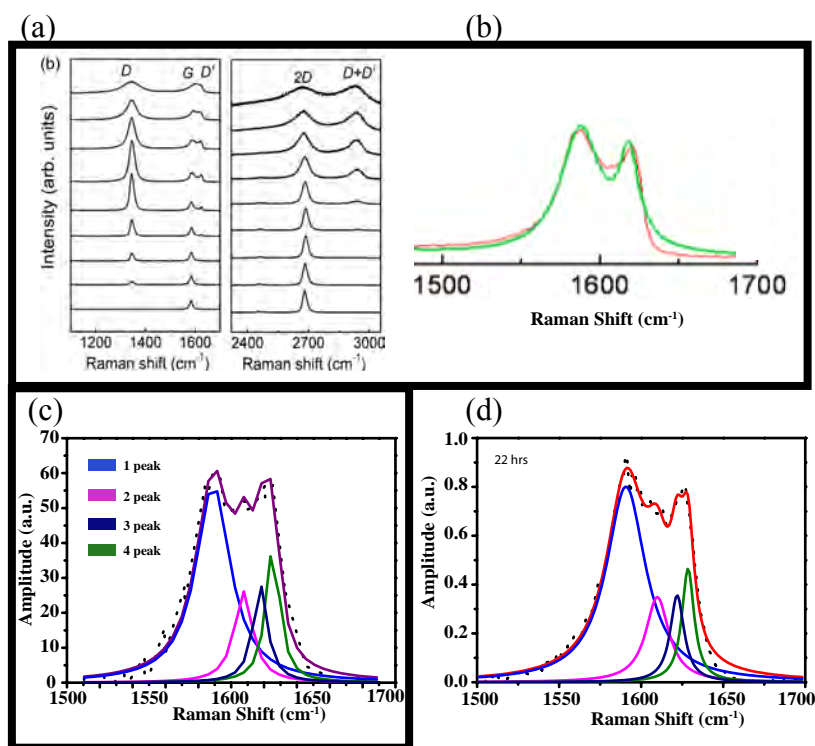 (a)
(b)
(b)
D
G
D'
2D
D+D'
Intensity (arb. units)
1200 1400 1600
2400 2700 3000
Raman shift (cm⁻¹)
Raman shift (cm⁻¹)
1500 1600 1700
Raman Shift (cm⁻¹)
(c)
70
60
50
40
30
20
10
0
Amplitude (a.u.)
1 peak
2 peak
3 peak
4 peak
1500 1550 1600 1650 1700
Raman Shift (cm⁻¹)
(d)
1.0
0.8
0.6
0.4
0.2
0.0
Amplitude (a.u.)
22 hrs
1500 1550 1600 1650 1700
Raman Shift (cm⁻¹)